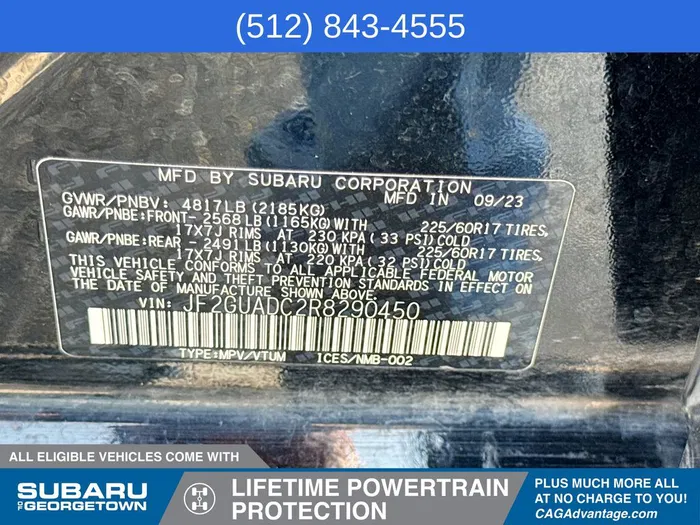 (512) 843-4555
MFD BY SUBARU CORPORATION
MFD IN 09/23
GVWR/PNBV: 4817LB(2185KG)
GAWR/PNBE:FRONT- 2568LB(1165KG)WITH 225/60R17 TIRES,
17X7J RIMS AT 230 KPA(33 PSI)COLD
GAWR/PNBE:REAR - 2491LB(1130KG)WITH 225/60R17 TIRES,
17X7J RIMS AT 220 KPA(32 PSI)COLD
THIS VEHICLE CONFORMS TO ALL APPLICABLE FEDERAL MOTOR
VEHICLE SAFETY AND THEFT PREVENTION STANDARDS IN EFFECT ON
THE DATE OF MANUFACTURE SHOWN ABOVE.
VIN: JF2GUADC2R8290450
TYPE:MPV/VTUM ICES/NMB-002
ALL ELIGIBLE VEHICLES COME WITH
SUBARU
OF GEORGETOWN
LIFETIME POWERTRAIN
PROTECTION
PLUS MUCH MORE ALL
AT NO CHARGE TO YOU!
CAGAdvantage.com